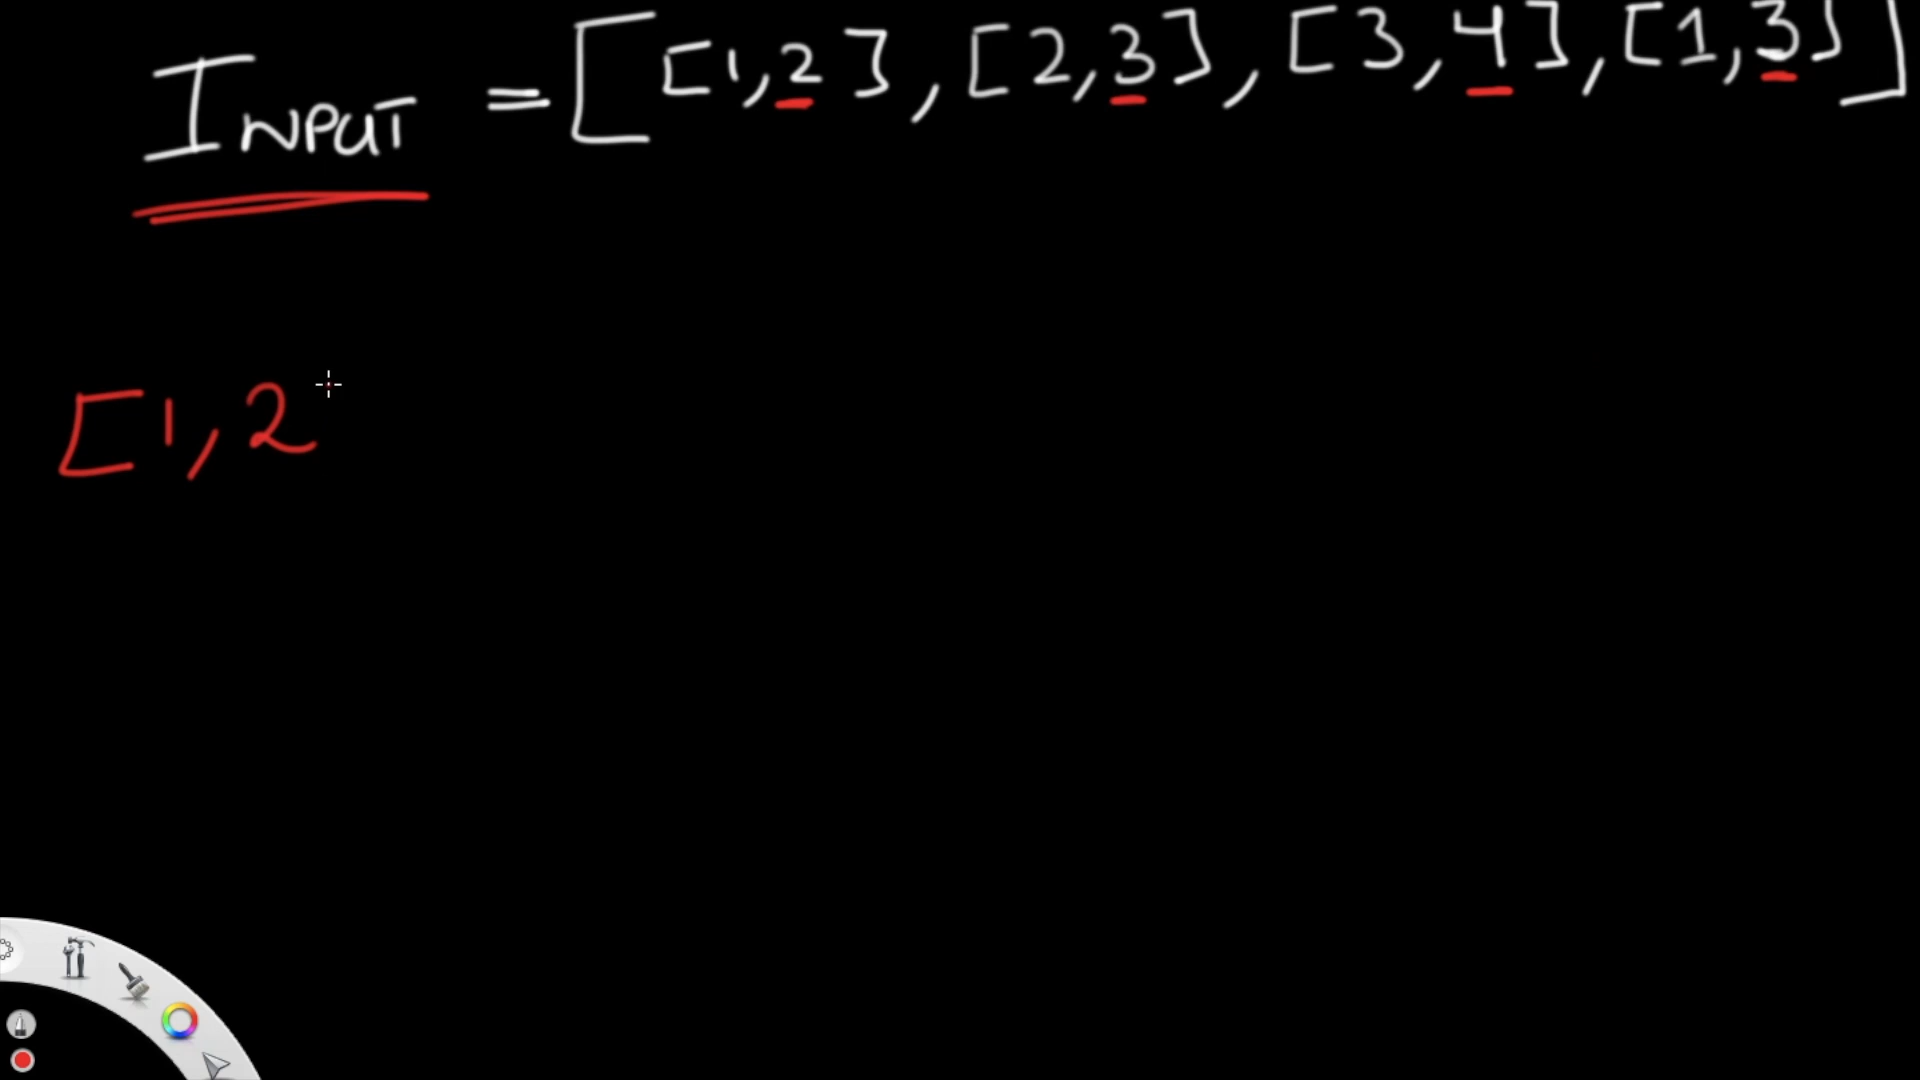 INPUT = [[1,2], [2,3], [3,4], [1,3]]
[1,2